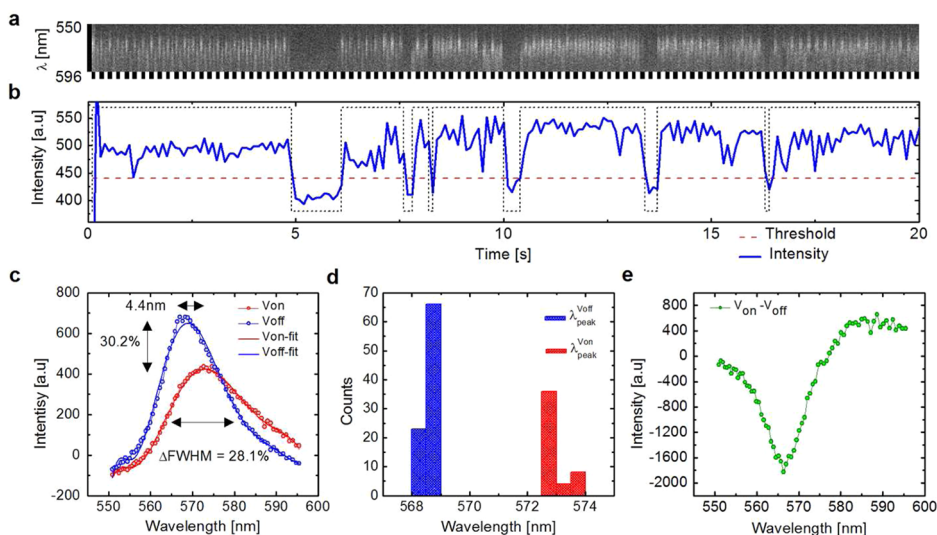 a
550
λ [nm]
596
b
Intensity [a.u]
550
500
450
400
0
5
10
15
20
Time [s]
Threshold
Intensity
c
Intentisy [a.u]
800
600
400
200
0
-200
4.4nm
30.2%
Von
Voff
Von-fit
Voff-fit
ΔFWHM = 28.1%
550 560 570 580 590 600
Wavelength [nm]
d
Counts
70
60
50
40
30
20
10
0
λpeak Voff
λpeak Von
568 570 572 574
Wavelength [nm]
e
Intensity [a.u]
800
400
0
-400
-800
-1200
-1600
-2000
Von -Voff
550 560 570 580 590 600
Wavelength [nm]